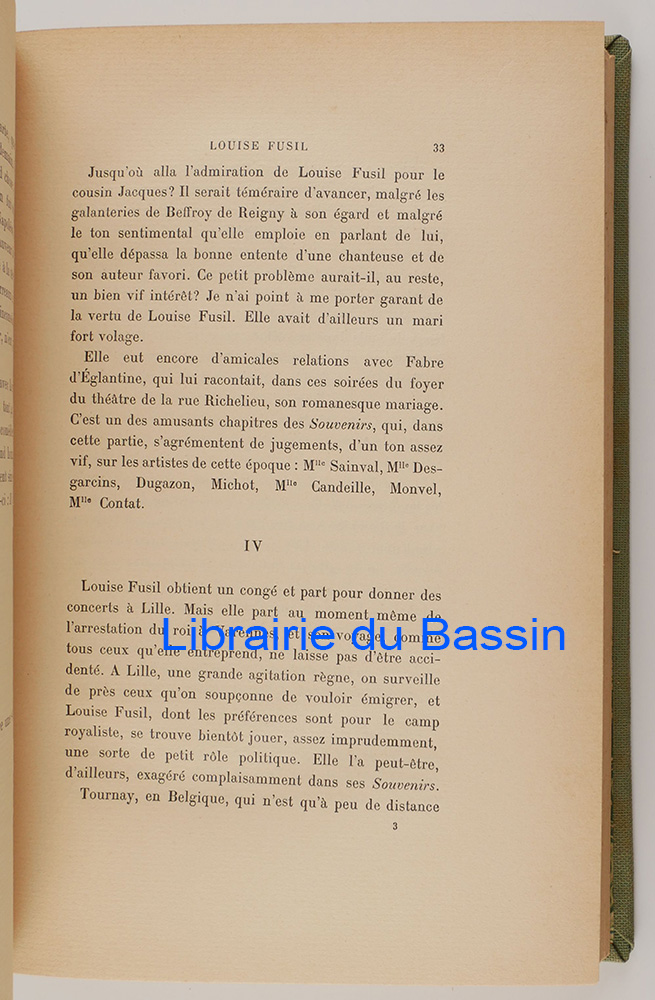 LOUISE FUSIL 33
Jusqu'où alla l'admiration de Louise Fusil pour le
cousin Jacques? Il serait téméraire d'avancer, malgré les
galanteries de Beffroy de Reigny à son égard et malgré
le ton sentimental qu'elle emploie en parlant de lui,
qu'elle dépassa la bonne entente d'une chanteuse et de
son auteur favori. Ce petit problème aurait-il, au reste,
un bien vif intérêt? Je n'ai point à me porter garant de
la vertu de Louise Fusil. Elle avait d'ailleurs un mari
fort volage.
Elle eut encore d'amicales relations avec Fabre
d'Églantine, qui lui racontait, dans ces soirées du foyer
du théâtre de la rue Richelieu, son romanesque mariage.
C'est un des amusants chapitres des Souvenirs, qui, dans
cette partie, s'agrémentent de jugements, d'un ton assez
vif, sur les artistes de cette époque : Mlle Sainval, Mlle Des-
garcins, Dugazon, Michot, Mlle Candeille, Monvel,
Mlle Contat.
IV
Louise Fusil obtient un congé et part pour donner des
concerts à Lille. Mais elle part au moment même de
l'arrestation du roi à Varennes, et son voyage, comme
tous ceux qu'elle entreprend, ne laisse pas d'être acci-
denté. A Lille, une grande agitation règne, on surveille
de près ceux qu'on soupçonne de vouloir émigrer, et
Louise Fusil, dont les préférences sont pour le camp
royaliste, se trouve bientôt jouer, assez imprudemment,
une sorte de petit rôle politique. Elle l'a peut-être,
d'ailleurs, exagéré complaisamment dans ses Souvenirs.
Tournay, en Belgique, qui n'est qu'à peu de distance
3
Librairie du Bassin